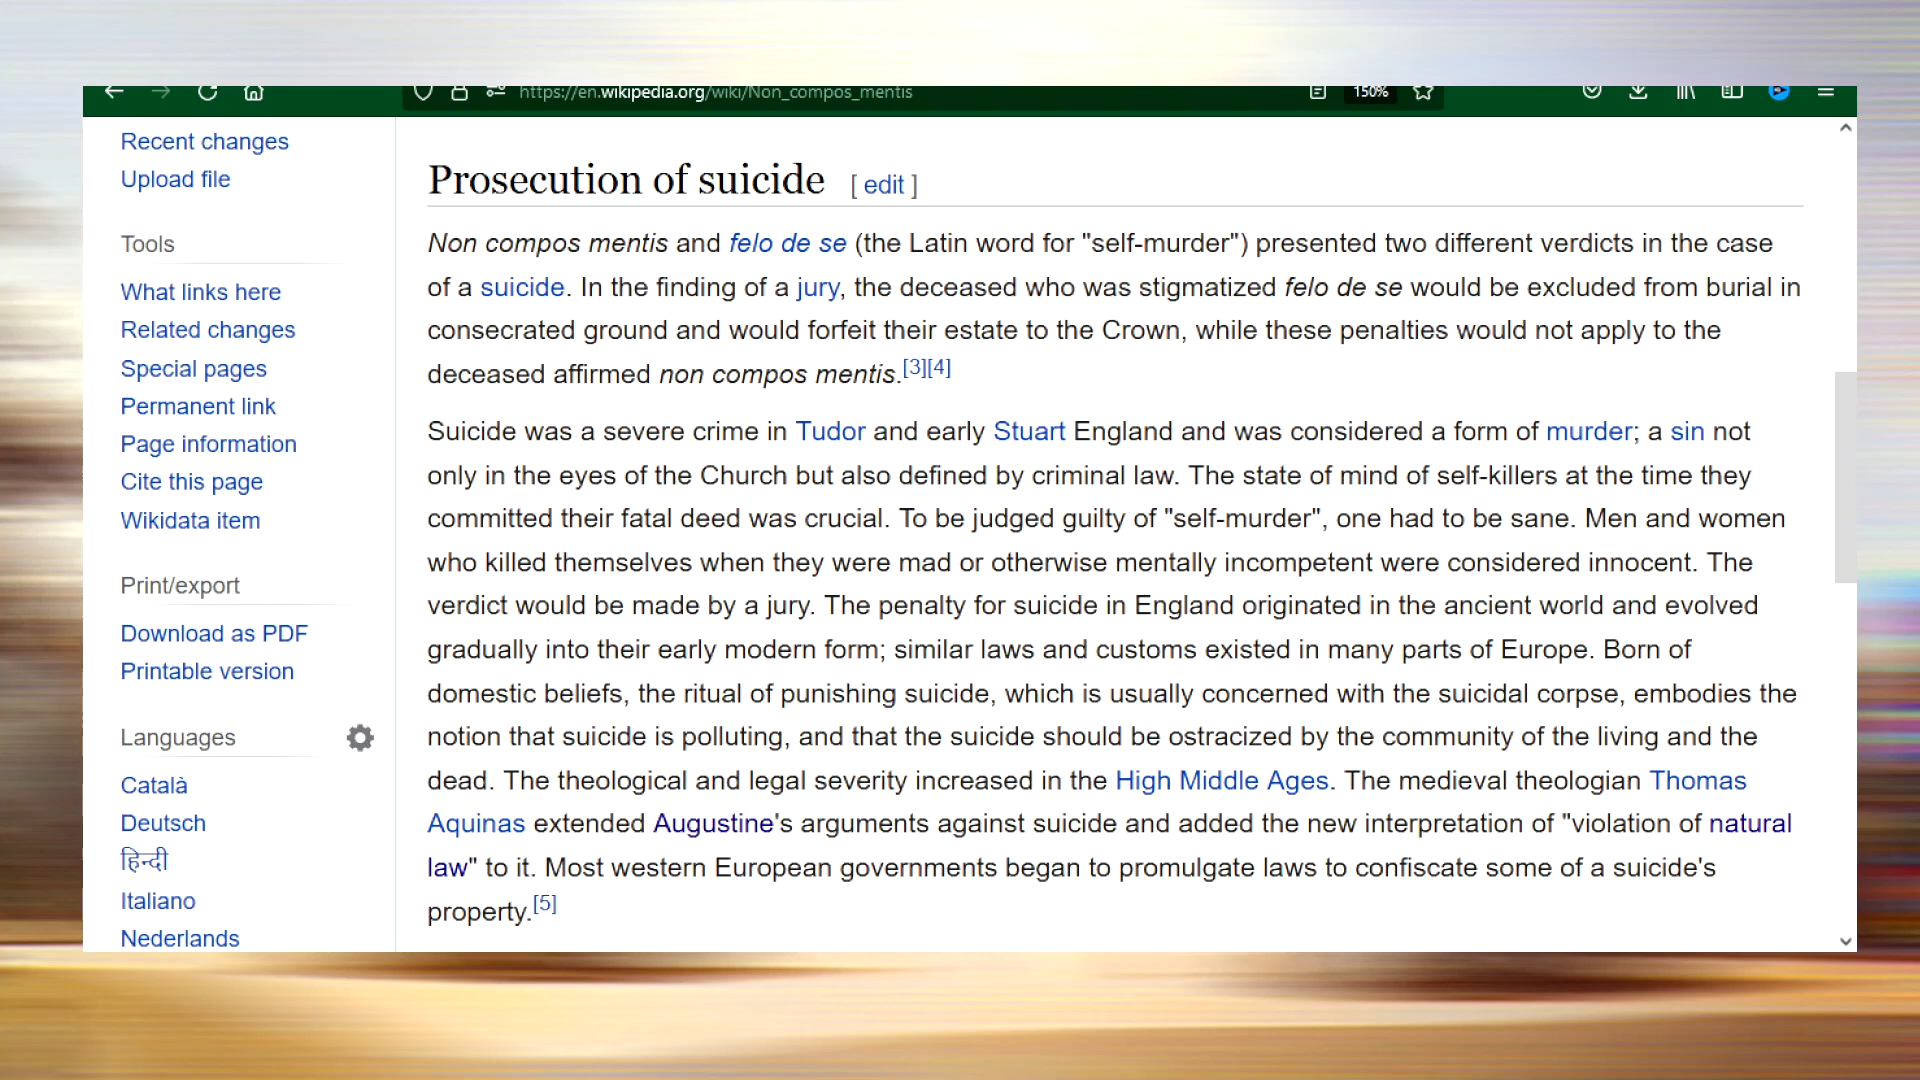 https://en.wikipedia.org/wiki/Non_compos_mentis
150%
Recent changes
Upload file
Tools
What links here
Related changes
Special pages
Permanent link
Page information
Cite this page
Wikidata item
Print/export
Download as PDF
Printable version
Languages
Català
Deutsch
हिन्दी
Italiano
Nederlands
Prosecution of suicide [ edit ]
Non compos mentis and felo de se (the Latin word for "self-murder") presented two different verdicts in the case
of a suicide. In the finding of a jury, the deceased who was stigmatized felo de se would be excluded from burial in
consecrated ground and would forfeit their estate to the Crown, while these penalties would not apply to the
deceased affirmed non compos mentis.[3][4]
Suicide was a severe crime in Tudor and early Stuart England and was considered a form of murder; a sin not
only in the eyes of the Church but also defined by criminal law. The state of mind of self-killers at the time they
committed their fatal deed was crucial. To be judged guilty of "self-murder", one had to be sane. Men and women
who killed themselves when they were mad or otherwise mentally incompetent were considered innocent. The
verdict would be made by a jury. The penalty for suicide in England originated in the ancient world and evolved
gradually into their early modern form; similar laws and customs existed in many parts of Europe. Born of
domestic beliefs, the ritual of punishing suicide, which is usually concerned with the suicidal corpse, embodies the
notion that suicide is polluting, and that the suicide should be ostracized by the community of the living and the
dead. The theological and legal severity increased in the High Middle Ages. The medieval theologian Thomas
Aquinas extended Augustine's arguments against suicide and added the new interpretation of "violation of natural
law" to it. Most western European governments began to promulgate laws to confiscate some of a suicide's
property.[5]